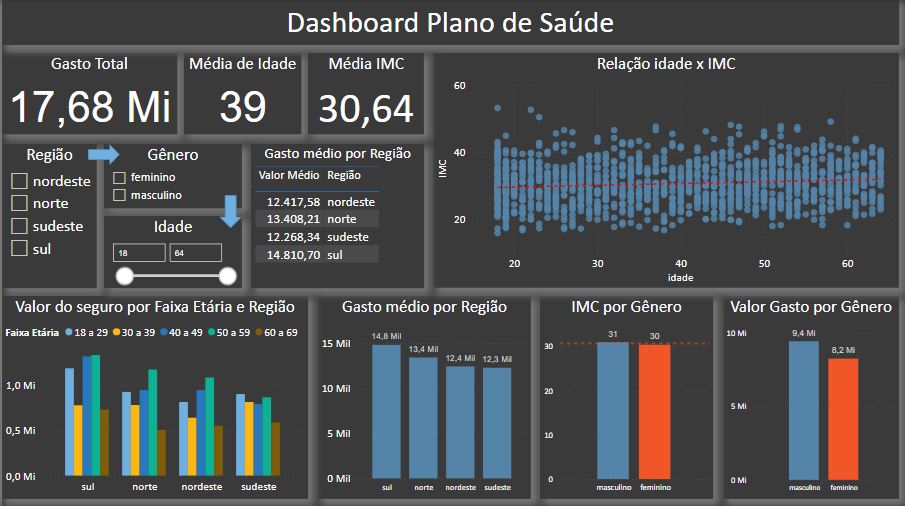 Dashboard Plano de Saúde
Gasto Total
17,68 Mi
Média de Idade
39
Média IMC
30,64
Relação idade x IMC
IMC
60
40
20
20 30 40 50 60
idade
Região
nordeste
norte
sudeste
sul
Gênero
feminino
masculino
Idade
18 64
Gasto médio por Região
Valor Médio Região
12.417,58 nordeste
13.408,21 norte
12.268,34 sudeste
14.810,70 sul
Valor do seguro por Faixa Etária e Região
Faixa Etária 18 a 29 30 a 39 40 a 49 50 a 59 60 a 69
1,0 Mi
0,5 Mi
0,0 Mi
sul norte nordeste sudeste
Gasto médio por Região
15 Mil
10 Mil
5 Mil
0 Mil
14,8 Mil 13,4 Mil 12,4 Mil 12,3 Mil
sul norte nordeste sudeste
IMC por Gênero
30
20
10
0
31 30
masculino feminino
Valor Gasto por Gênero
10 Mi
5 Mi
0 Mi
9,4 Mi 8,2 Mi
masculino feminino